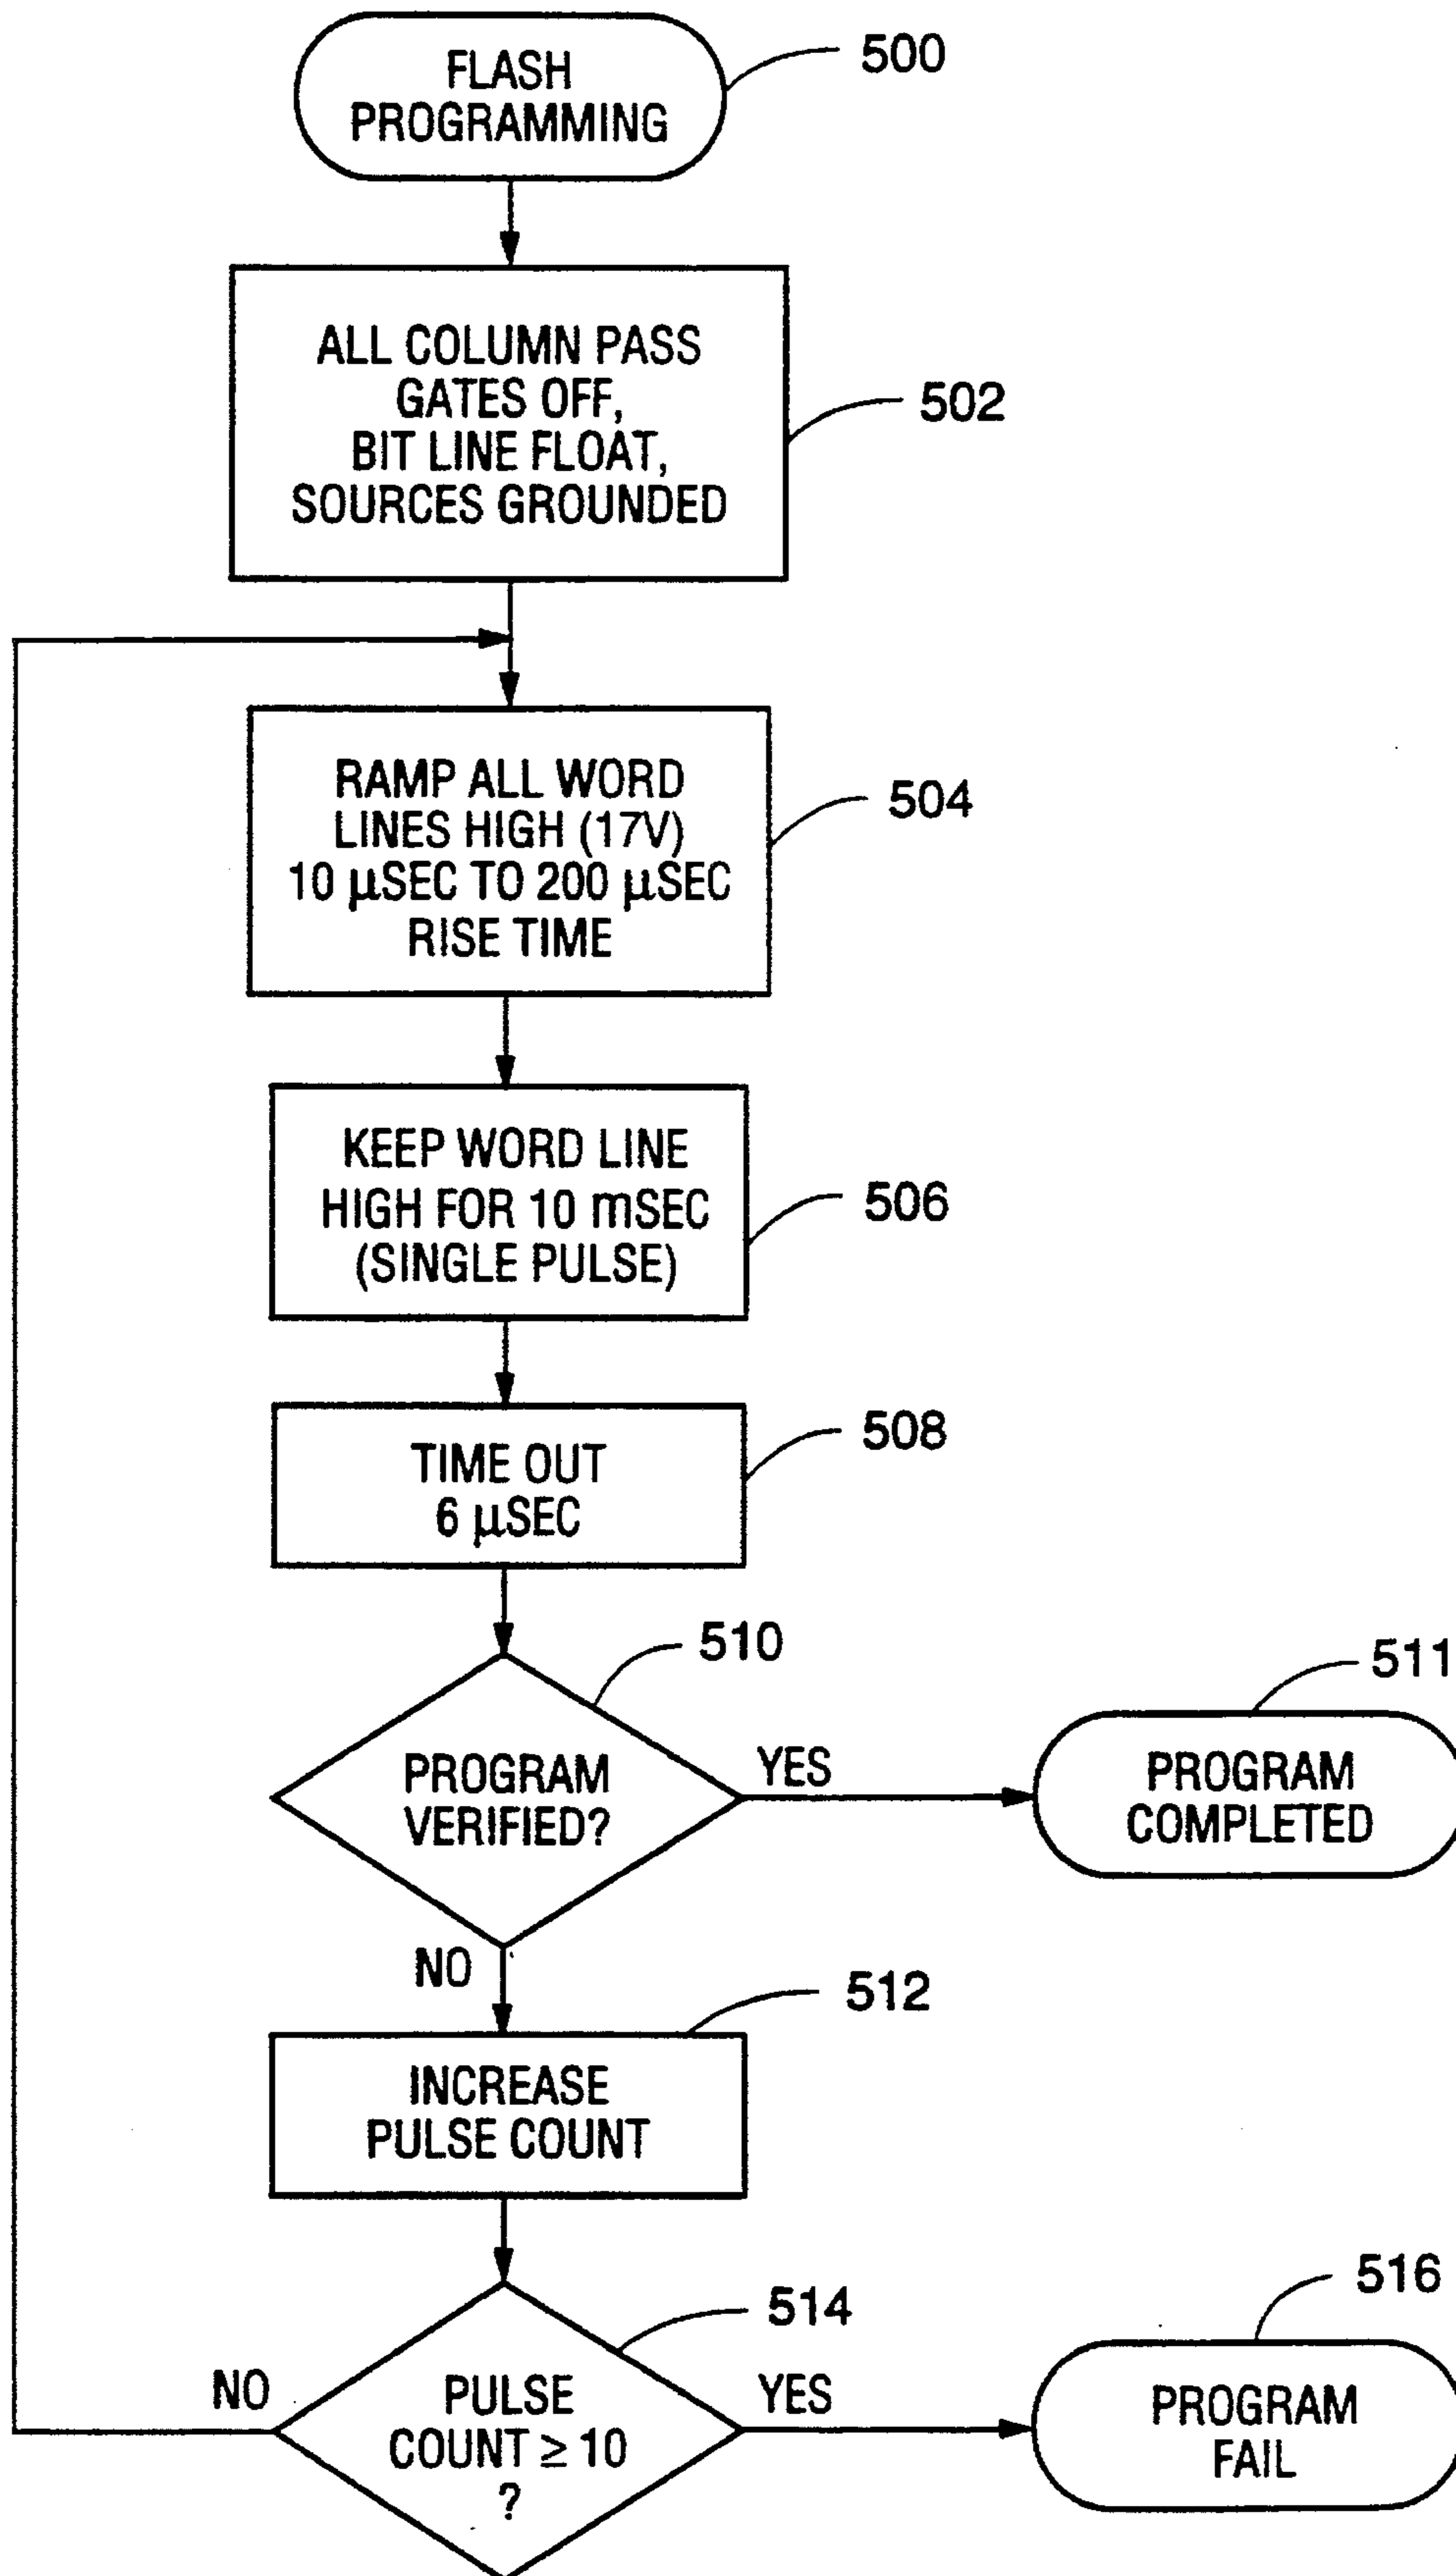 FLASH
PROGRAMMING
500
ALL COLUMN PASS
GATES OFF,
BIT LINE FLOAT,
SOURCES GROUNDED
502
RAMP ALL WORD
LINES HIGH (17V)
10 µSEC TO 200 µSEC
RISE TIME
504
KEEP WORD LINE
HIGH FOR 10 mSEC
(SINGLE PULSE)
506
TIME OUT
6 µSEC
508
510
PROGRAM
VERIFIED?
YES
511
PROGRAM
COMPLETED
NO
512
INCREASE
PULSE COUNT
514
PULSE
COUNT ≥ 10
?
NO
YES
516
PROGRAM
FAIL